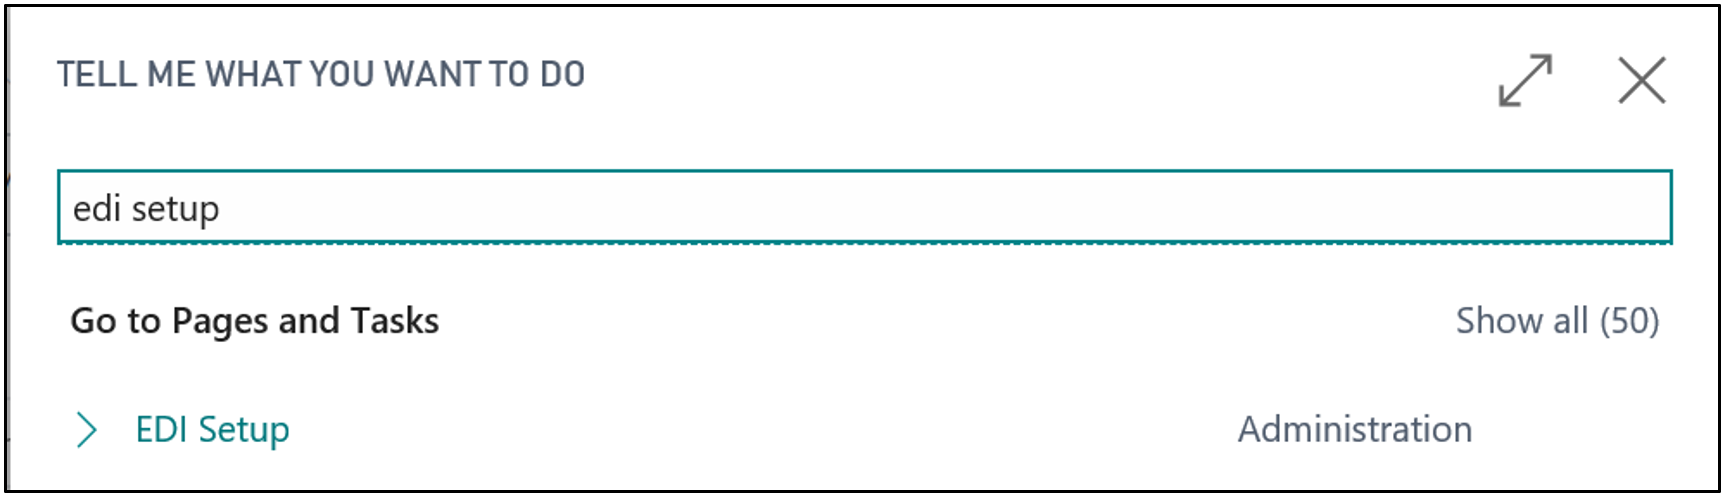 TELL ME WHAT YOU WANT TO DO
edi setup
Go to Pages and Tasks Show all (50)
EDI Setup Administration